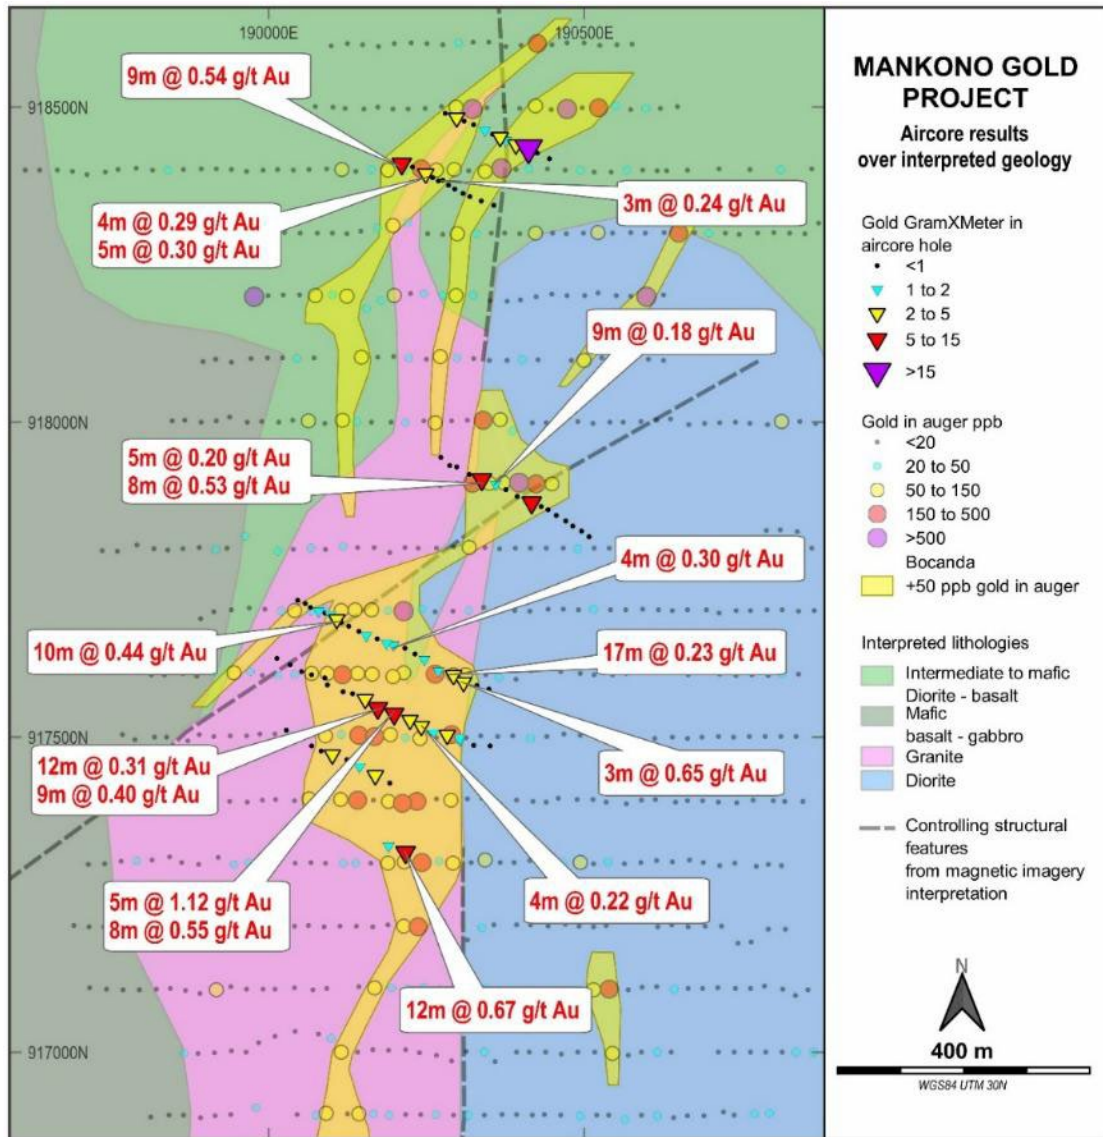 190000E
190500E
9m @ 0.54 g/t Au
918500N
4m @ 0.29 g/t Au
5m @ 0.30 g/t Au
3m @ 0.24 g/t Au
9m @ 0.18 g/t Au
918000N
5m @ 0.20 g/t Au
8m @ 0.53 g/t Au
4m @ 0.30 g/t Au
10m @ 0.44 g/t Au
17m @ 0.23 g/t Au
917500N
12m @ 0.31 g/t Au
9m @ 0.40 g/t Au
3m @ 0.65 g/t Au
5m @ 1.12 g/t Au
8m @ 0.55 g/t Au
4m @ 0.22 g/t Au
12m @ 0.67 g/t Au
917000N
MANKONO GOLD
PROJECT
Aircore results
over interpreted geology
Gold GramXMeter in
aircore hole
<1
1 to 2
2 to 5
5 to 15
>15
Gold in auger ppb
<20
20 to 50
50 to 150
150 to 500
>500
Bocanda
+50 ppb gold in auger
Interpreted lithologies
Intermediate to mafic
Diorite - basalt
Mafic
basalt - gabbro
Granite
Diorite
Controlling structural
features
from magnetic imagery
interpretation
N
400 m
WGS84 UTM 30N